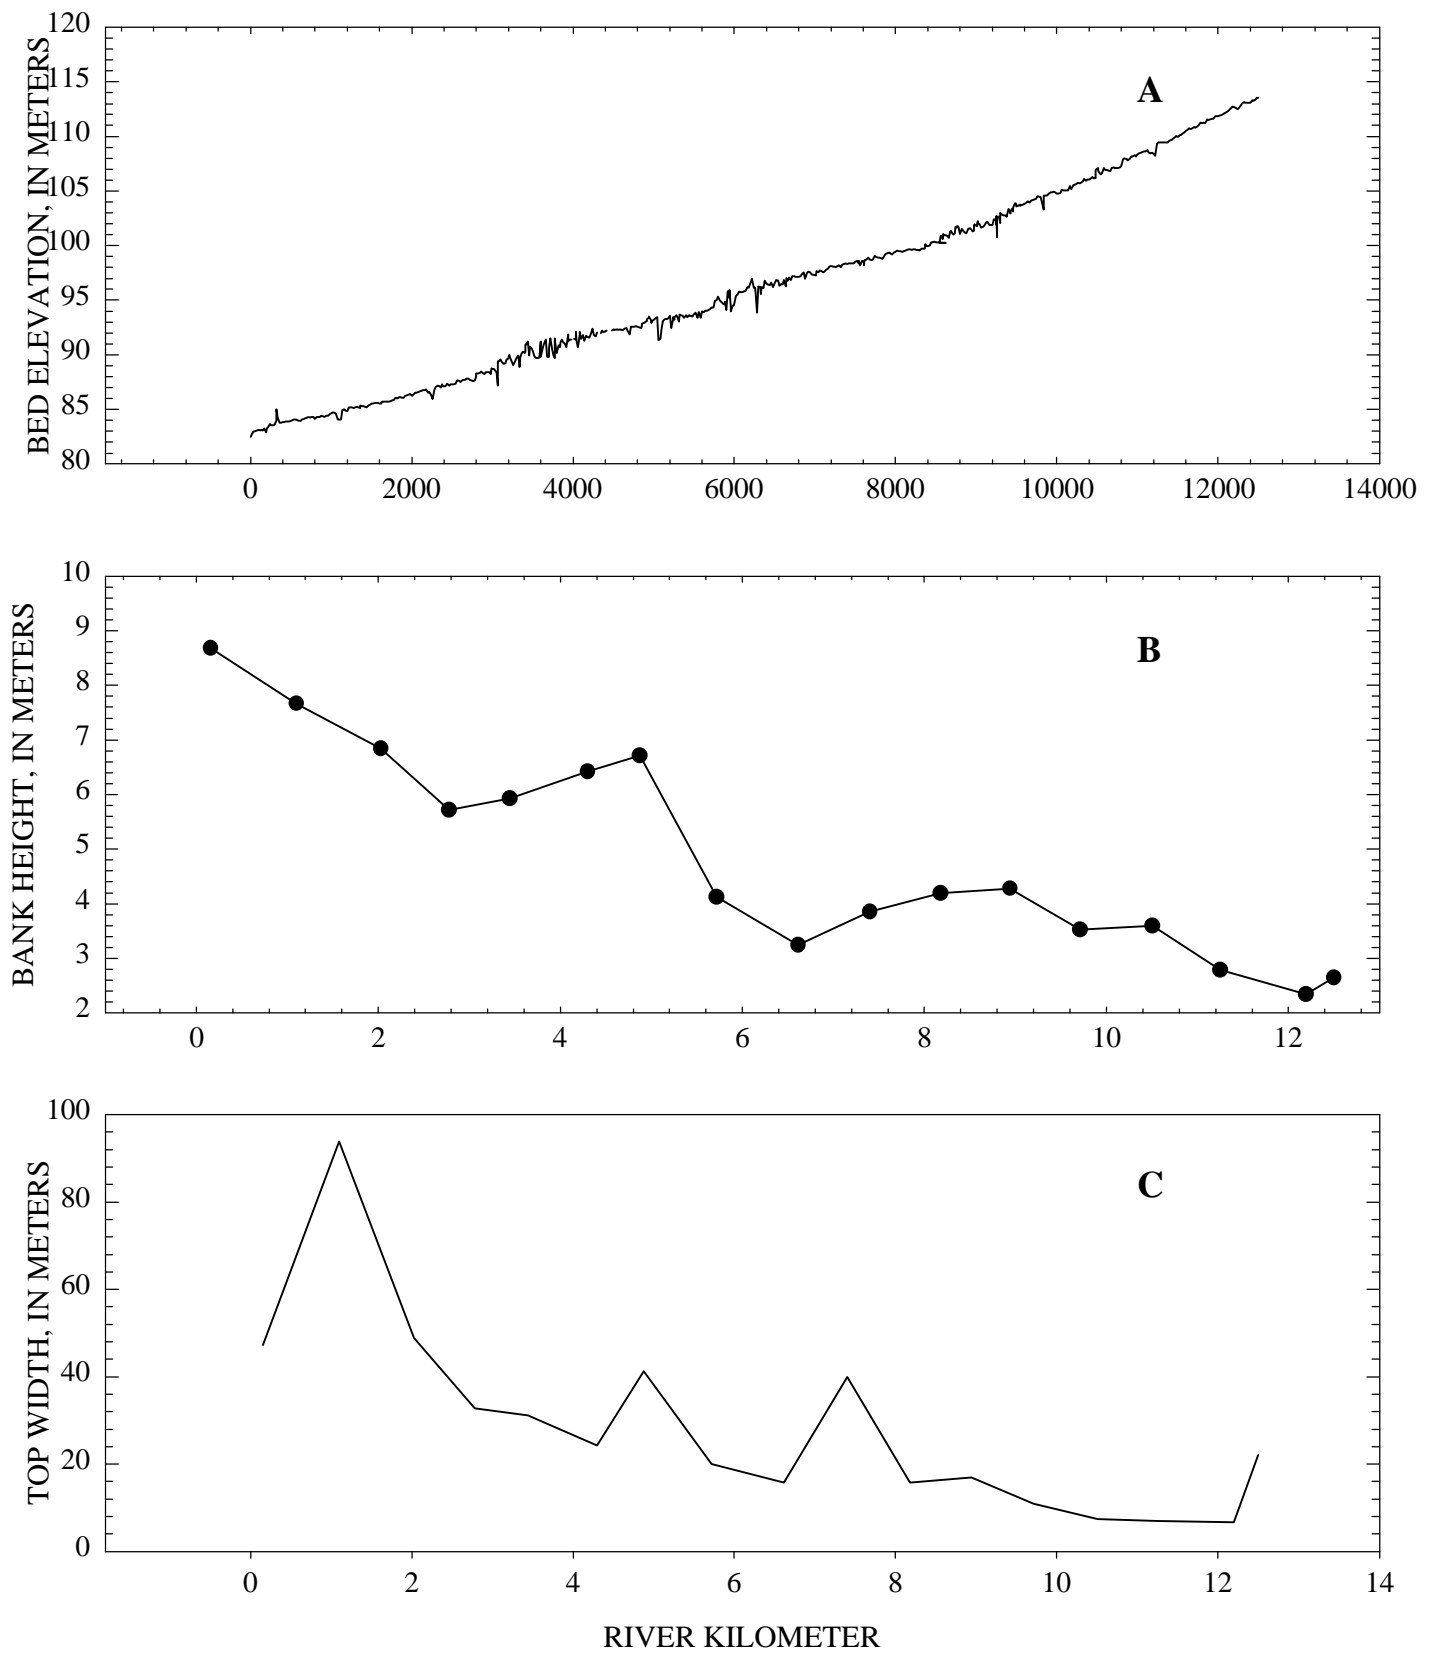 BED ELEVATION, IN METERS
120
115
110
105
100
95
90
85
80
A
0 2000 4000 6000 8000 10000 12000 14000
BANK HEIGHT, IN METERS
10
9
8
7
6
5
4
3
2
B
0 2 4 6 8 10 12
TOP WIDTH, IN METERS
100
80
60
40
20
0
C
0 2 4 6 8 10 12 14
RIVER KILOMETER